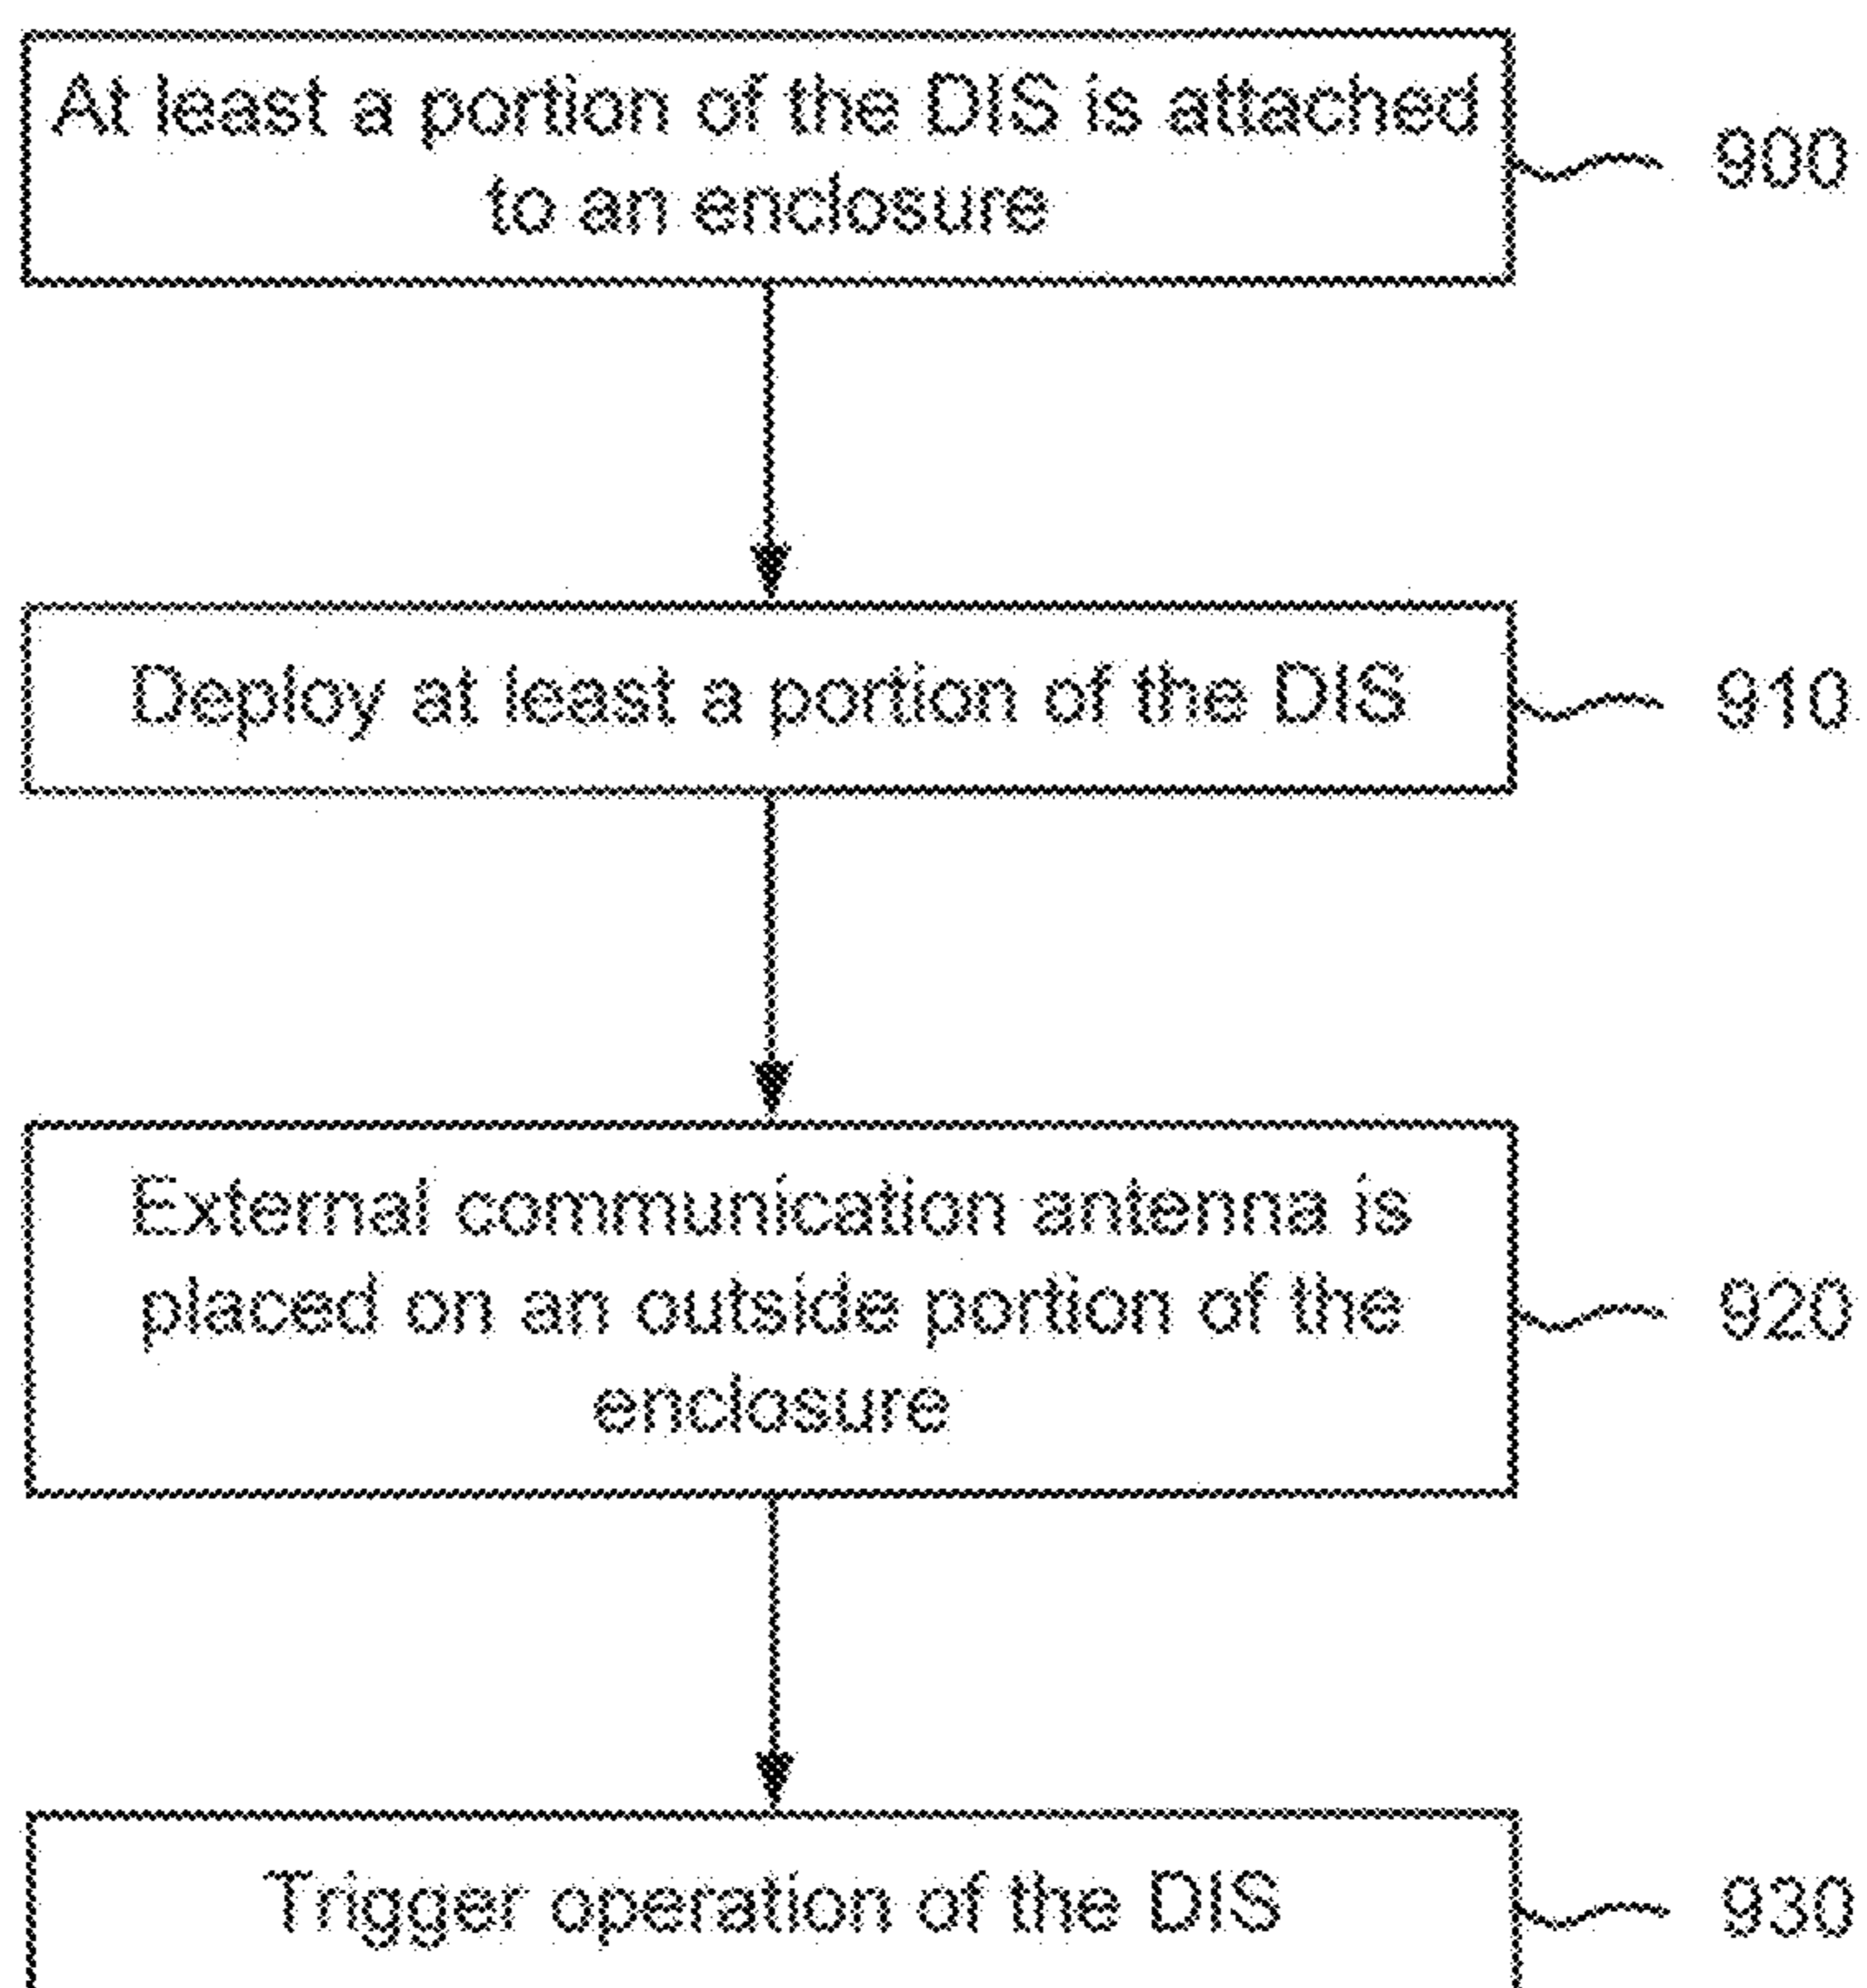 At least a portion of the DIS is attached
to an enclosure
900
Deploy at least a portion of the DIS
910
External communication antenna is
placed on an outside portion of the
enclosure
920
Trigger operation of the DIS
930